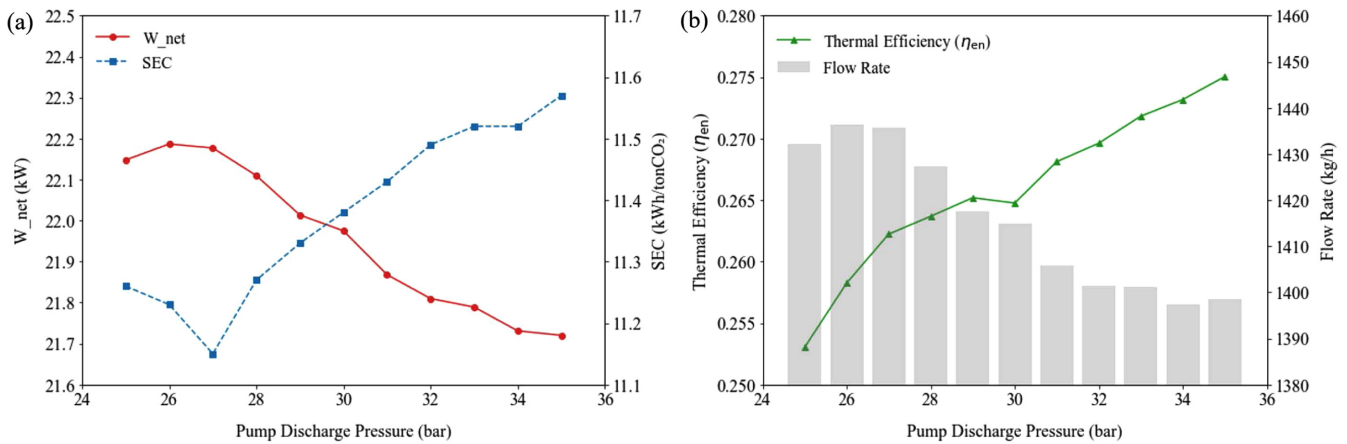 (a)
W_net
SEC
22.5
22.4
22.3
22.2
22.1
22.0
21.9
21.8
21.7
21.6
W_net (kW)
11.7
11.6
11.5
11.4
11.3
11.2
11.1
SEC (kWh/tonCO₂)
24 26 28 30 32 34 36
Pump Discharge Pressure (bar)
(b)
Thermal Efficiency (ηen)
Flow Rate
0.280
0.275
0.270
0.265
0.260
0.255
0.250
Thermal Efficiency (ηen)
1460
1450
1440
1430
1420
1410
1400
1390
1380
Flow Rate (kg/h)
24 26 28 30 32 34 36
Pump Discharge Pressure (bar)